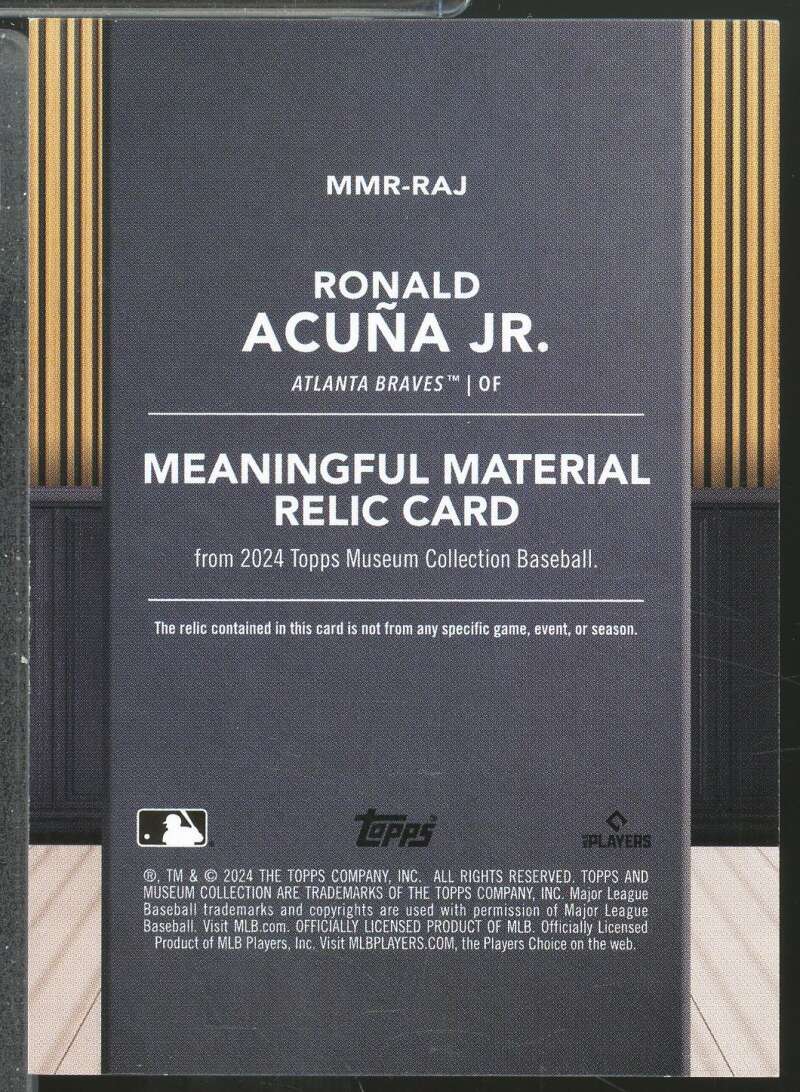 MMR-RAJ
RONALD
ACUÑA JR.
ATLANTA BRAVES™ | OF
MEANINGFUL MATERIAL
RELIC CARD
from 2024 Topps Museum Collection Baseball.
The relic contained in this card is not from any specific game, event, or season.
Topps® MLB PLAYERS
®, TM & © 2024 THE TOPPS COMPANY, INC. ALL RIGHTS RESERVED. TOPPS AND
MUSEUM COLLECTION ARE TRADEMARKS OF THE TOPPS COMPANY, INC. Major League
Baseball trademarks and copyrights are used with permission of Major League
Baseball. Visit MLB.com. OFFICIALLY LICENSED PRODUCT OF MLB. Officially Licensed
Product of MLB Players, Inc. Visit MLBPLAYERS.COM, the Players Choice on the web.